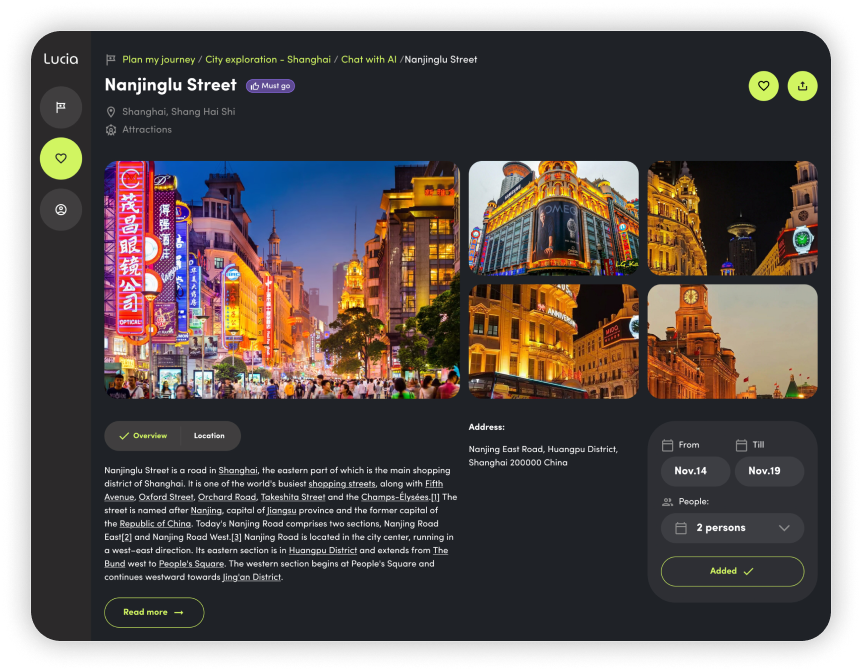 Lucia
Plan my journey / City exploration - Shanghai / Chat with AI /Nanjinglu Street
Nanjinglu Street
Must go
Shanghai, Shang Hai Shi
Attractions
茂昌眼镜公司
OPTICAL
OMEGA
LG_Ka
ANNIVERSARY
Overview
Location
Nanjinglu Street is a road in Shanghai, the eastern part of which is the main shopping
district of Shanghai. It is one of the world's busiest shopping streets, along with Fifth
Avenue, Oxford Street, Orchard Road, Takeshita Street and the Champs-Élysées.[1] The
street is named after Nanjing, capital of Jiangsu province and the former capital of
the Republic of China. Today's Nanjing Road comprises two sections, Nanjing Road
East[2] and Nanjing Road West.[3] Nanjing Road is located in the city center, running in
a west–east direction. Its eastern section is in Huangpu District and extends from The
Bund west to People's Square. The western section begins at People's Square and
continues westward towards Jing'an District.
Read more →
Address:
Nanjing East Road, Huangpu District,
Shanghai 200000 China
From
Till
Nov.14
Nov.19
People:
2 persons
Added